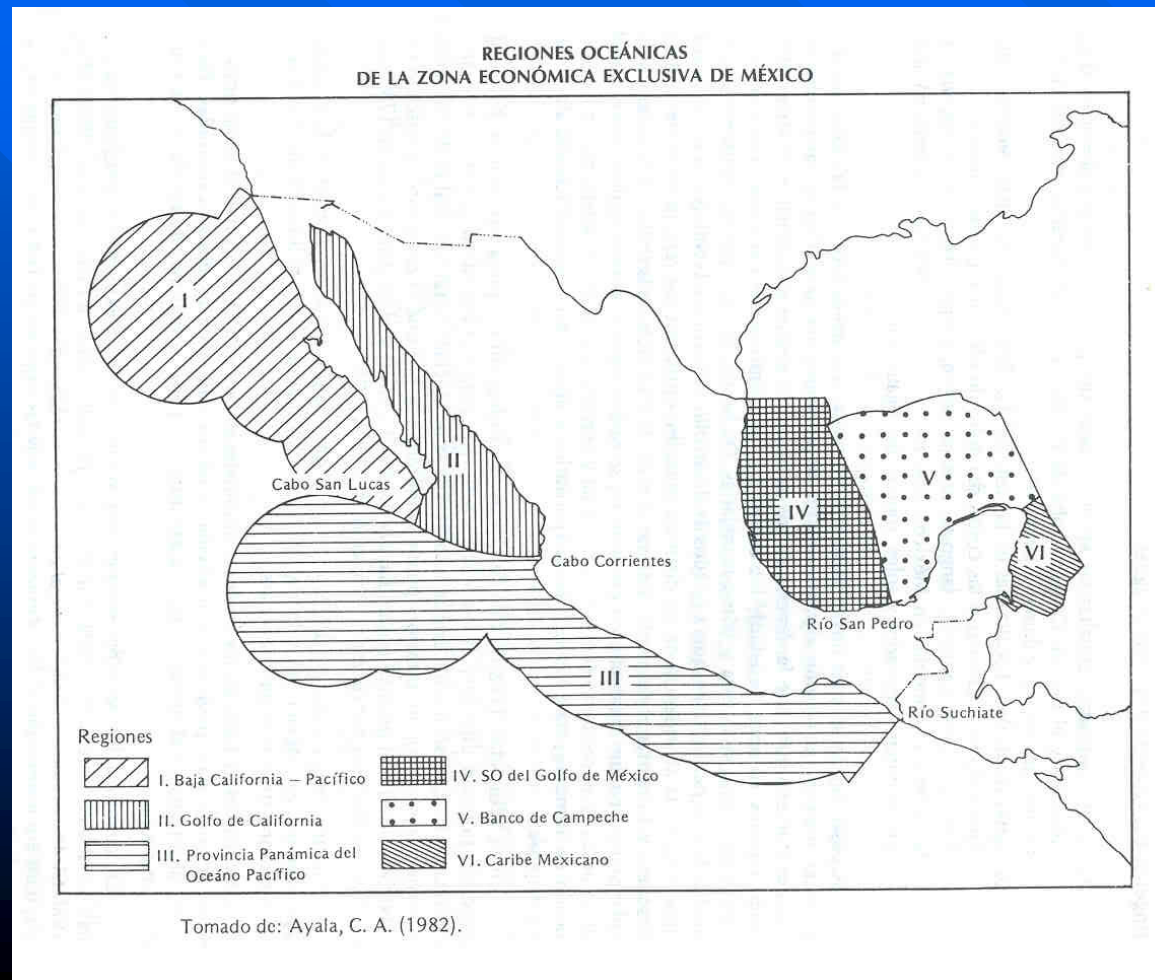 REGIONES OCEÁNICAS
DE LA ZONA ECONÓMICA EXCLUSIVA DE MÉXICO
I
II
Cabo San Lucas
Cabo Corrientes
IV
V
VI
Río San Pedro
III
Río Suchiate
Regiones
I. Baja California – Pacífico
II. Golfo de California
III. Provincia Panámica del
Oceáno Pacífico
IV. SO del Golfo de México
V. Banco de Campeche
VI. Caribe Mexicano
Tomado de: Ayala, C. A. (1982).